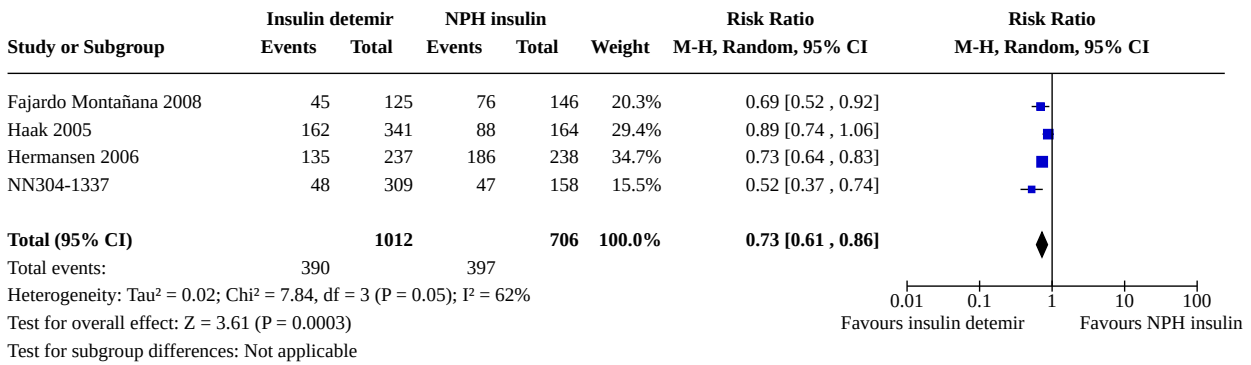 Insulin detemir NPH insulin Risk Ratio Risk Ratio
Study or Subgroup Events Total Events Total Weight M-H, Random, 95% CI M-H, Random, 95% CI
Fajardo Montañana 2008 45 125 76 146 20.3% 0.69 [0.52 , 0.92]
Haak 2005 162 341 88 164 29.4% 0.89 [0.74 , 1.06]
Hermansen 2006 135 237 186 238 34.7% 0.73 [0.64 , 0.83]
NN304-1337 48 309 47 158 15.5% 0.52 [0.37 , 0.74]
Total (95% CI) 1012 706 100.0% 0.73 [0.61 , 0.86]
Total events: 390 397
Heterogeneity: Tau² = 0.02; Chi² = 7.84, df = 3 (P = 0.05); I² = 62%
0.01 0.1 1 10 100
Test for overall effect: Z = 3.61 (P = 0.0003) Favours insulin detemir Favours NPH insulin
Test for subgroup differences: Not applicable